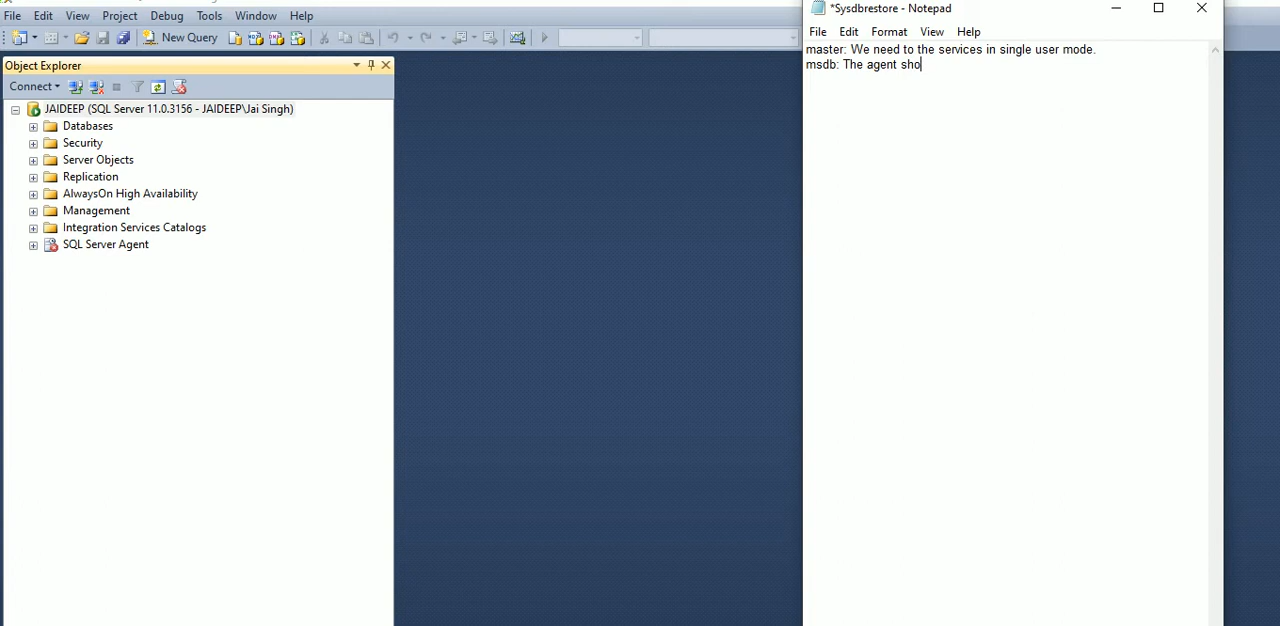 File Edit View Project Debug Tools Window Help
New Query
Object Explorer
Connect
JAIDEEP (SQL Server 11.0.3156 - JAIDEEP\Jai Singh)
Databases
Security
Server Objects
Replication
AlwaysOn High Availability
Management
Integration Services Catalogs
SQL Server Agent
*Sysdbrestore - Notepad
File Edit Format View Help
master: We need to the services in single user mode.
msdb: The agent sho